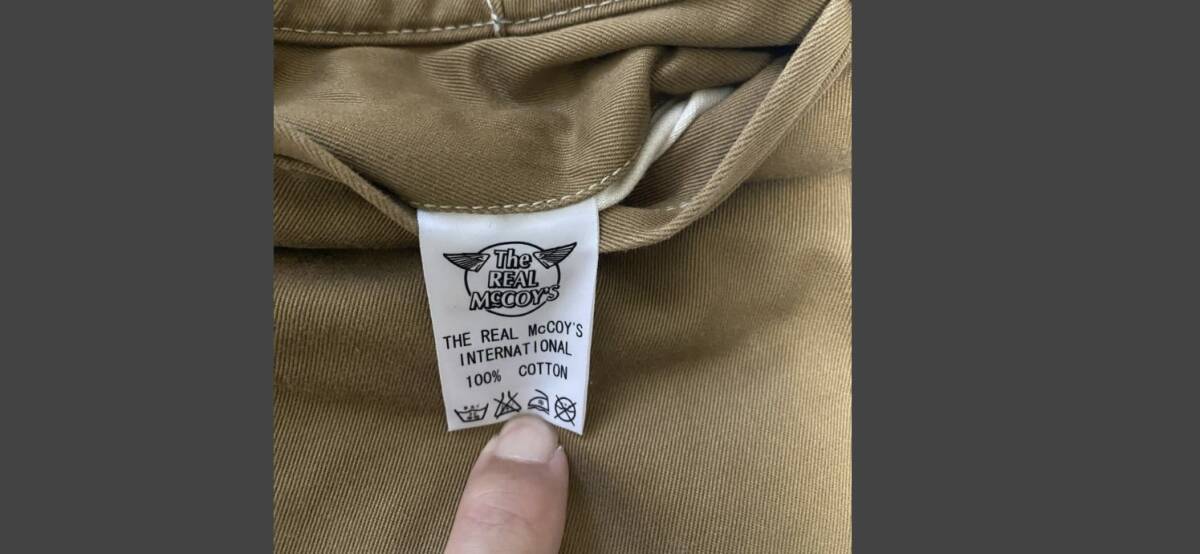 The
REAL
McCOY'S
THE REAL McCOY'S
INTERNATIONAL
100% COTTON